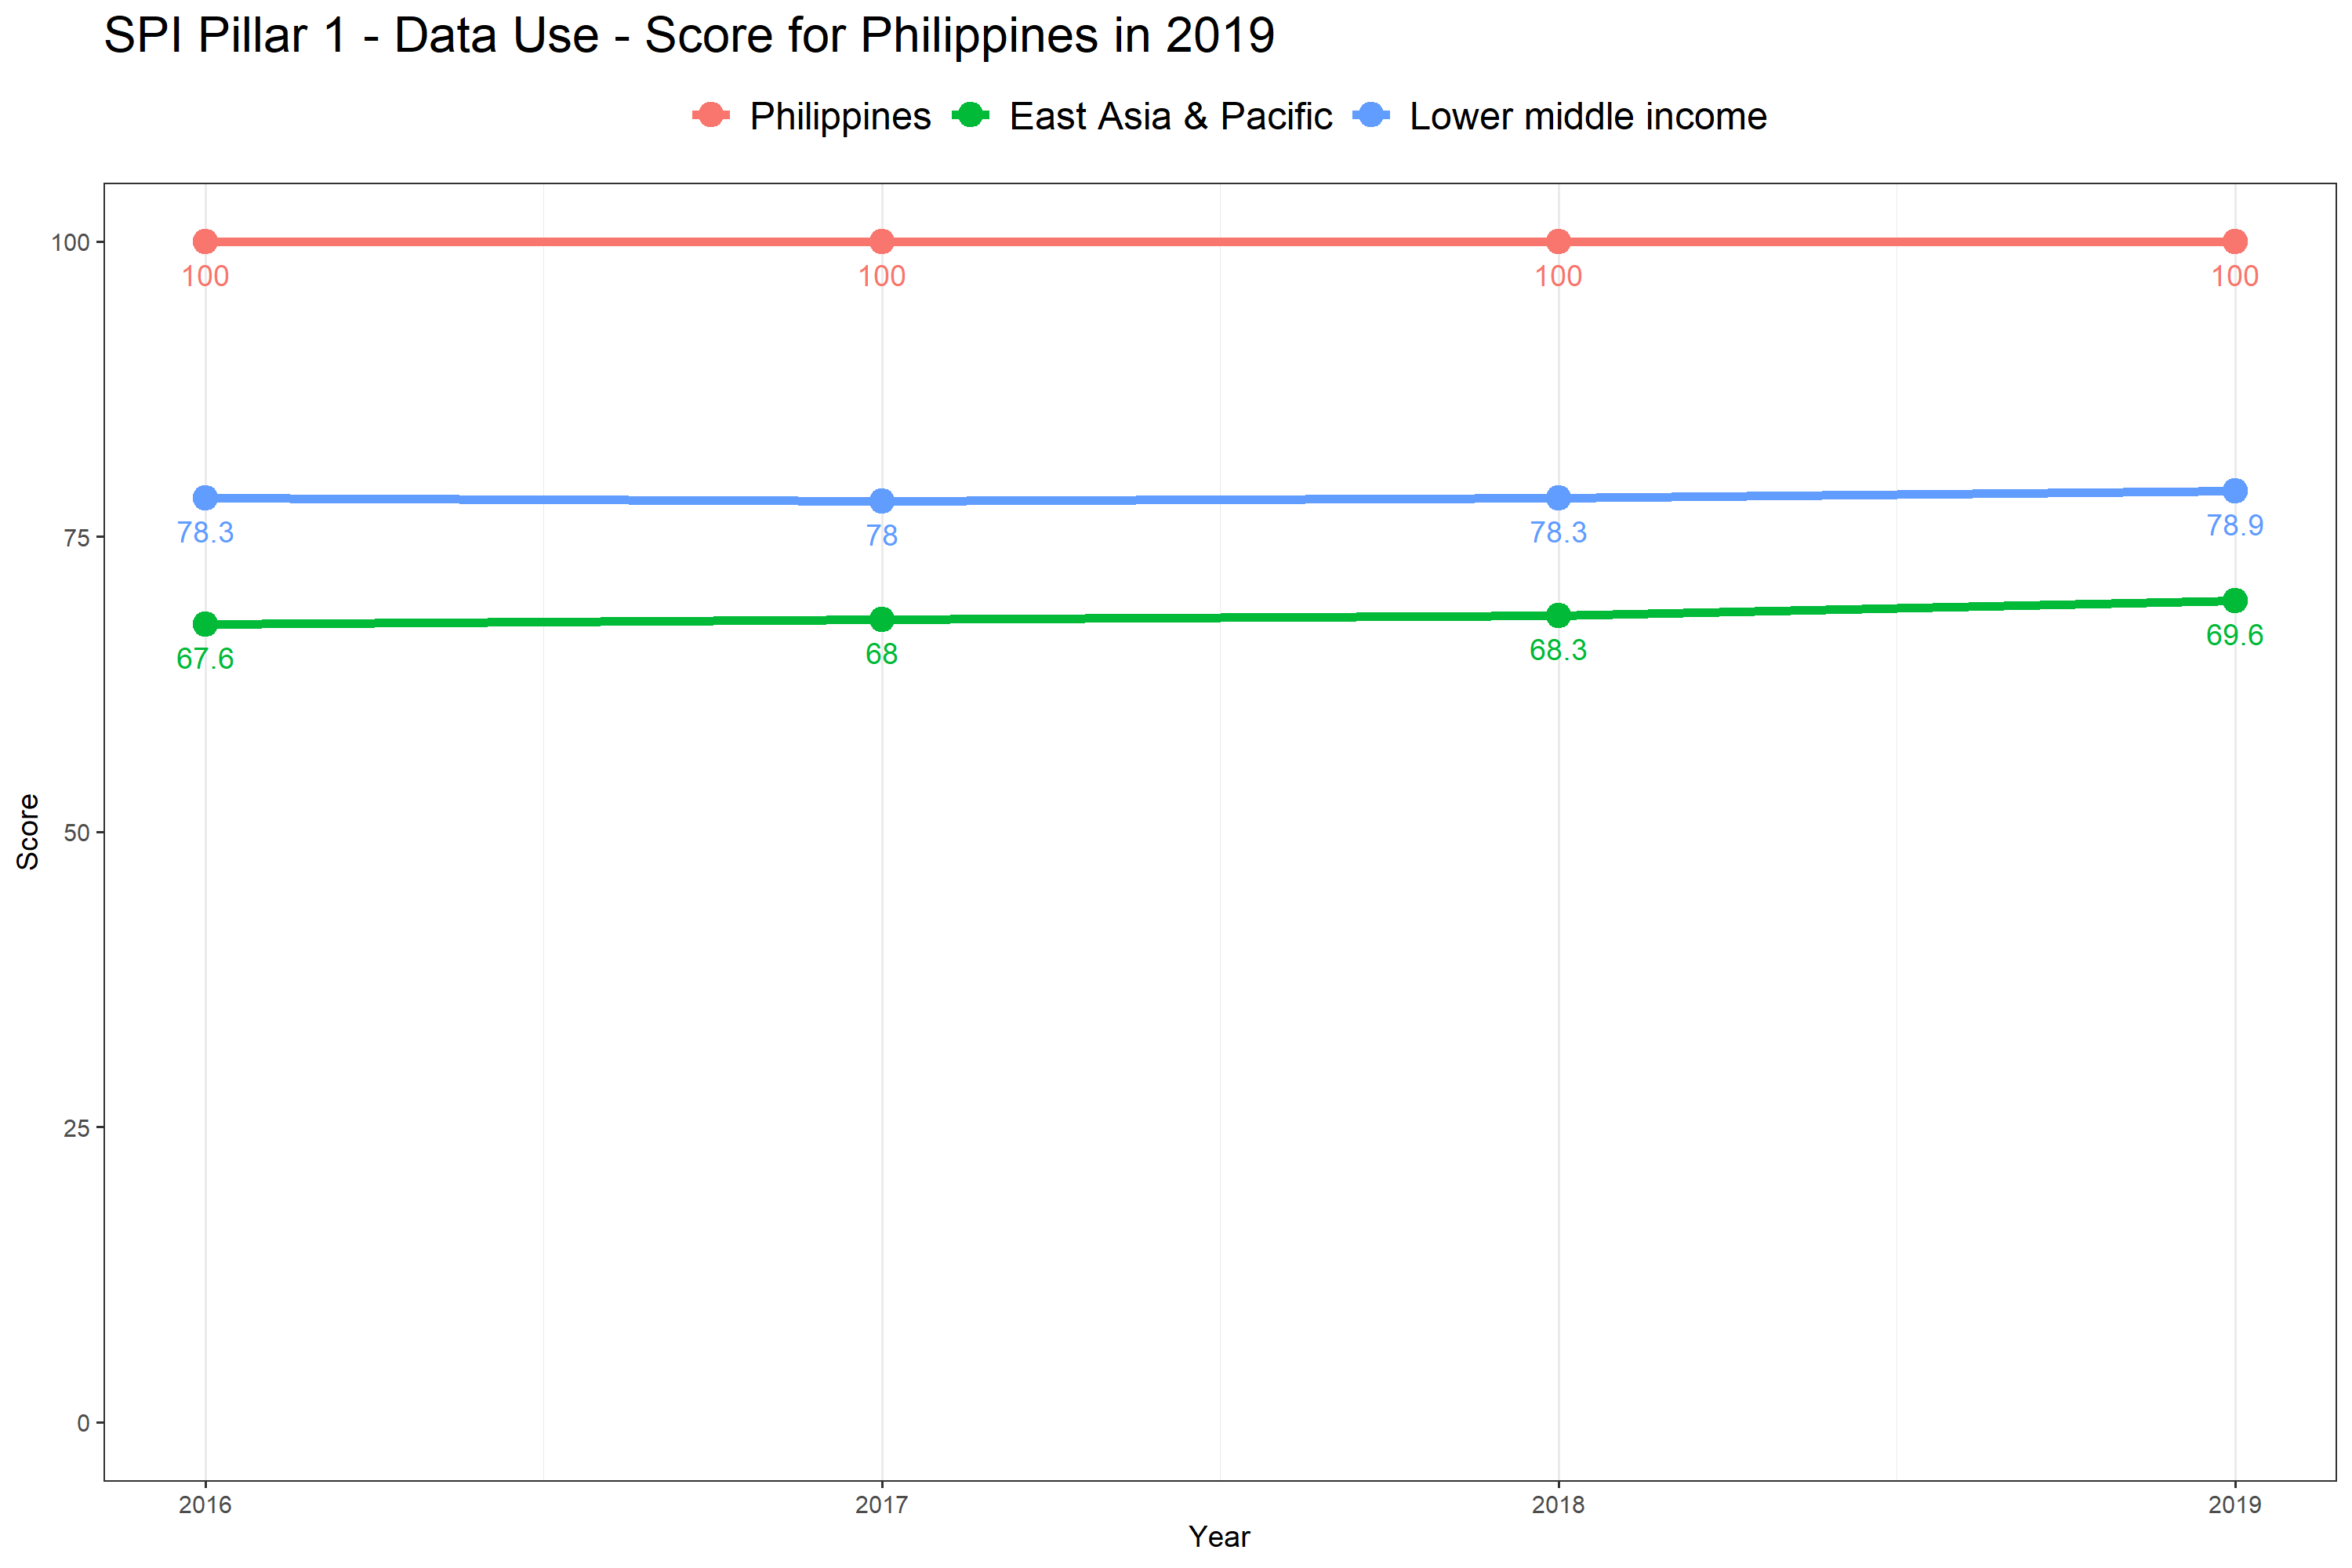 SPI Pillar 1 - Data Use - Score for Philippines in 2019
Philippines East Asia & Pacific Lower middle income
100
100 100 100 100
78.3 78 78.3 78.9
75
67.6 68 68.3 69.6
Score
50
25
0
2016 2017 2018 2019
Year